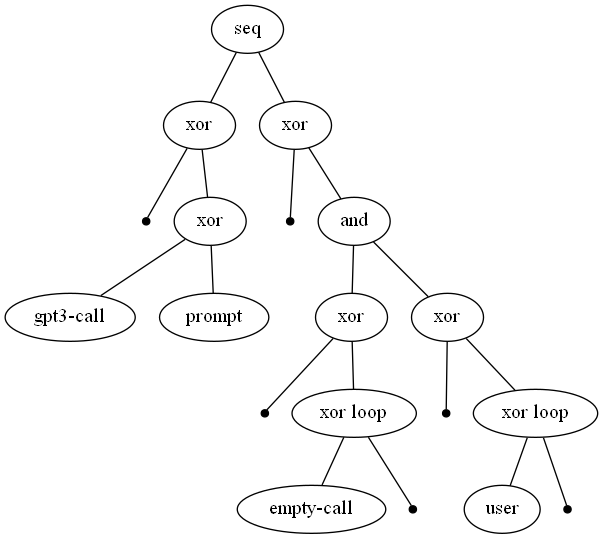 seq
xor
xor
xor
and
gpt3-call
prompt
xor
xor
xor loop
xor loop
empty-call
user